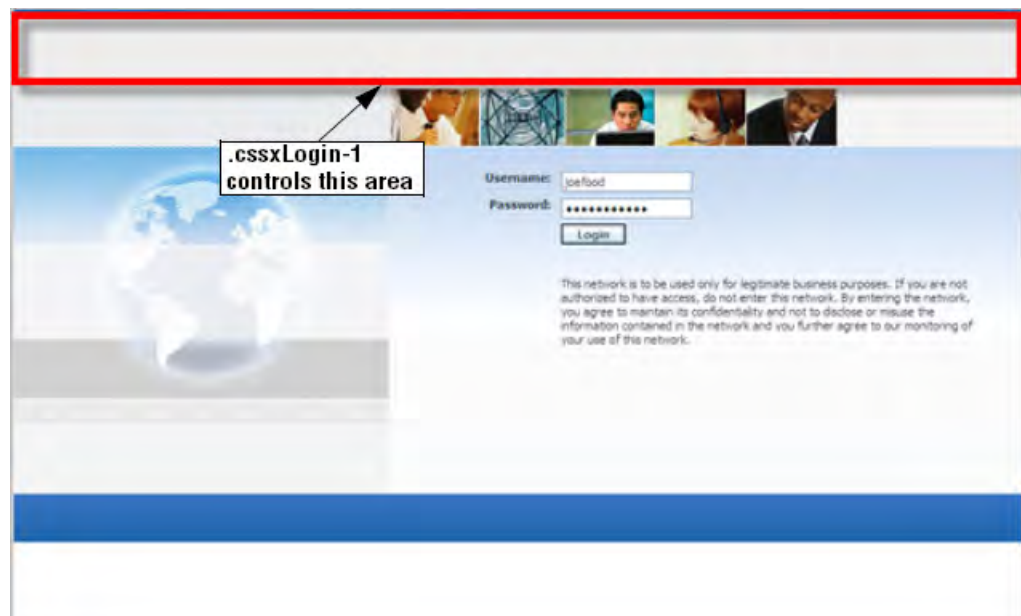 .cssxLogin-1
controls this area
Username: joefbod
Password: ●●●●●●●●●●●
Login
This network is to be used only for legitimate business purposes. If you are not
authorized to have access, do not enter this network. By entering the network,
you agree to maintain its confidentiality and not to disclose or misuse the
information contained in the network and you further agree to our monitoring of
your use of this network.